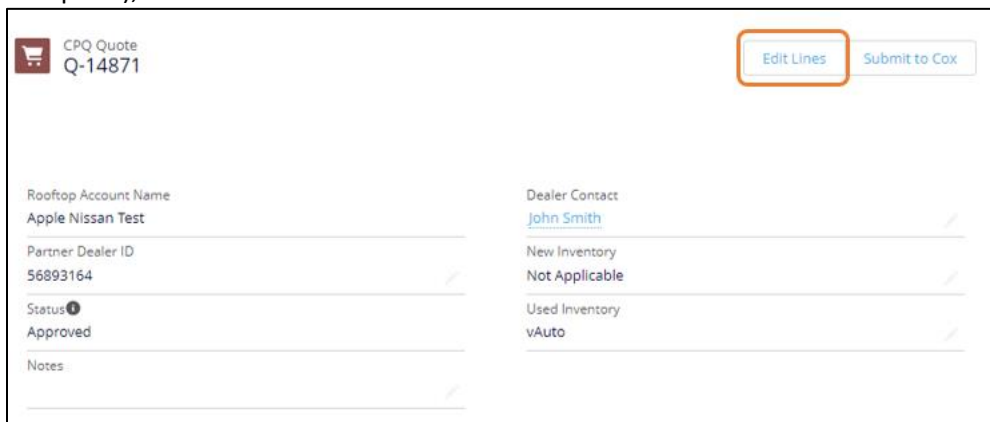 CPQ Quote
Q-14871
Edit Lines
Submit to Cox
Rooftop Account Name
Apple Nissan Test
Dealer Contact
John Smith
Partner Dealer ID
56893164
New Inventory
Not Applicable
Status
Approved
Used Inventory
vAuto
Notes